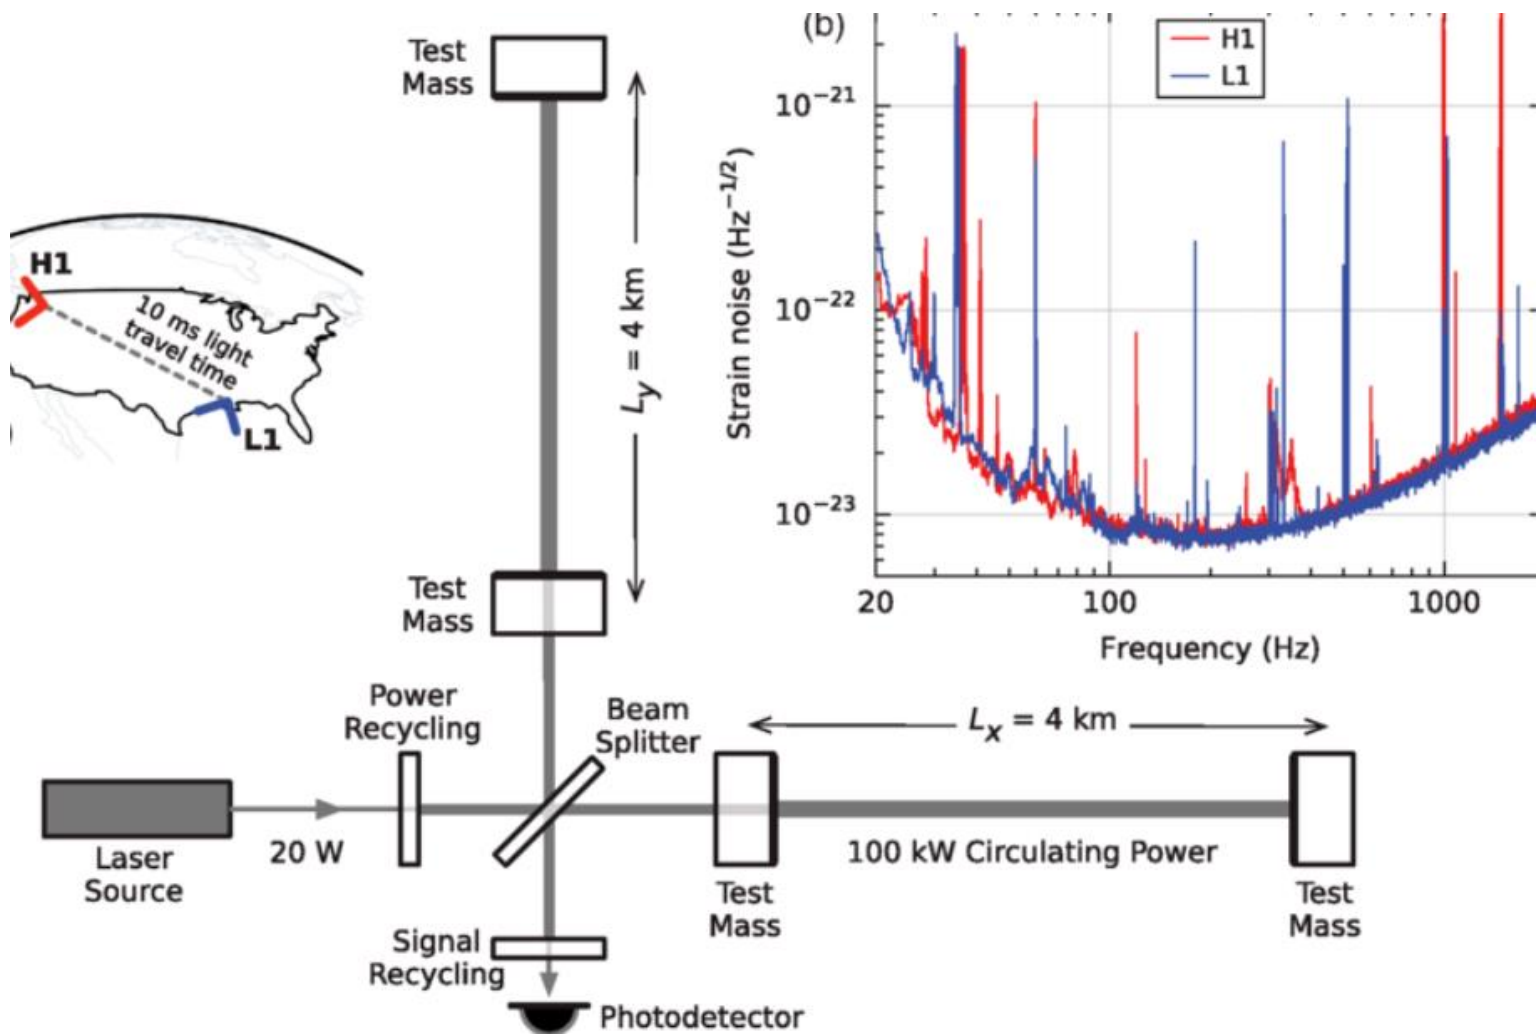 Test
Mass
(b)
H1
L1
10⁻²¹
10⁻²²
10⁻²³
Strain noise (Hz⁻¹/²)
20
100
1000
Frequency (Hz)
H1
10 ms light
travel time
L1
Ly = 4 km
Test
Mass
Power
Recycling
Beam
Splitter
Lx = 4 km
Laser
Source
20 W
100 kW Circulating Power
Test
Mass
Test
Mass
Signal
Recycling
Photodetector